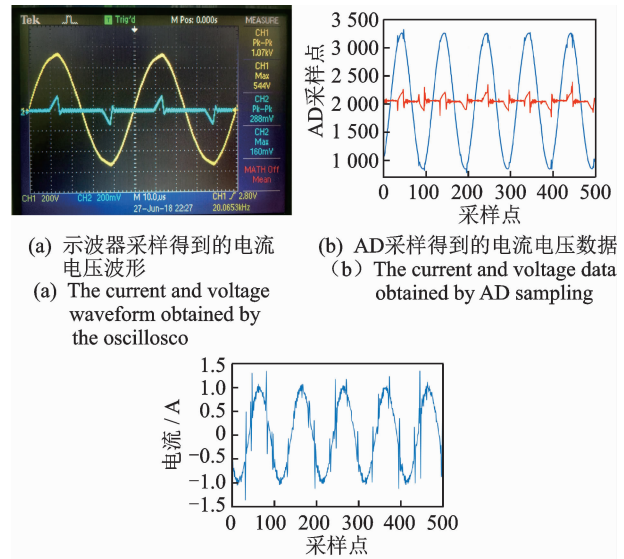 Tek Trig'd M Pos: 0.000s MEASURE
CH1
Pk-Pk
1.07kV
CH1
Max
544V
CH2
Pk-Pk
288mV
CH2
Max
160mV
MATH Off
Mean
CH1 200V CH2 200mV M 10.0µs CH1 2.80V
27-Jun-18 22:27 20.0653kHz
3 500
3 000
2 500
2 000
1 500
1 000
AD采样点
0 100 200 300 400 500
采样点
(a) 示波器采样得到的电流
电压波形
(a) The current and voltage
waveform obtained by
the oscillosco
(b) AD采样得到的电流电压数据
（b）The current and voltage data
obtained by AD sampling
1.5
1.0
0.5
0
−0.5
−1.0
−1.5
电流 / A
0 100 200 300 400 500
采样点